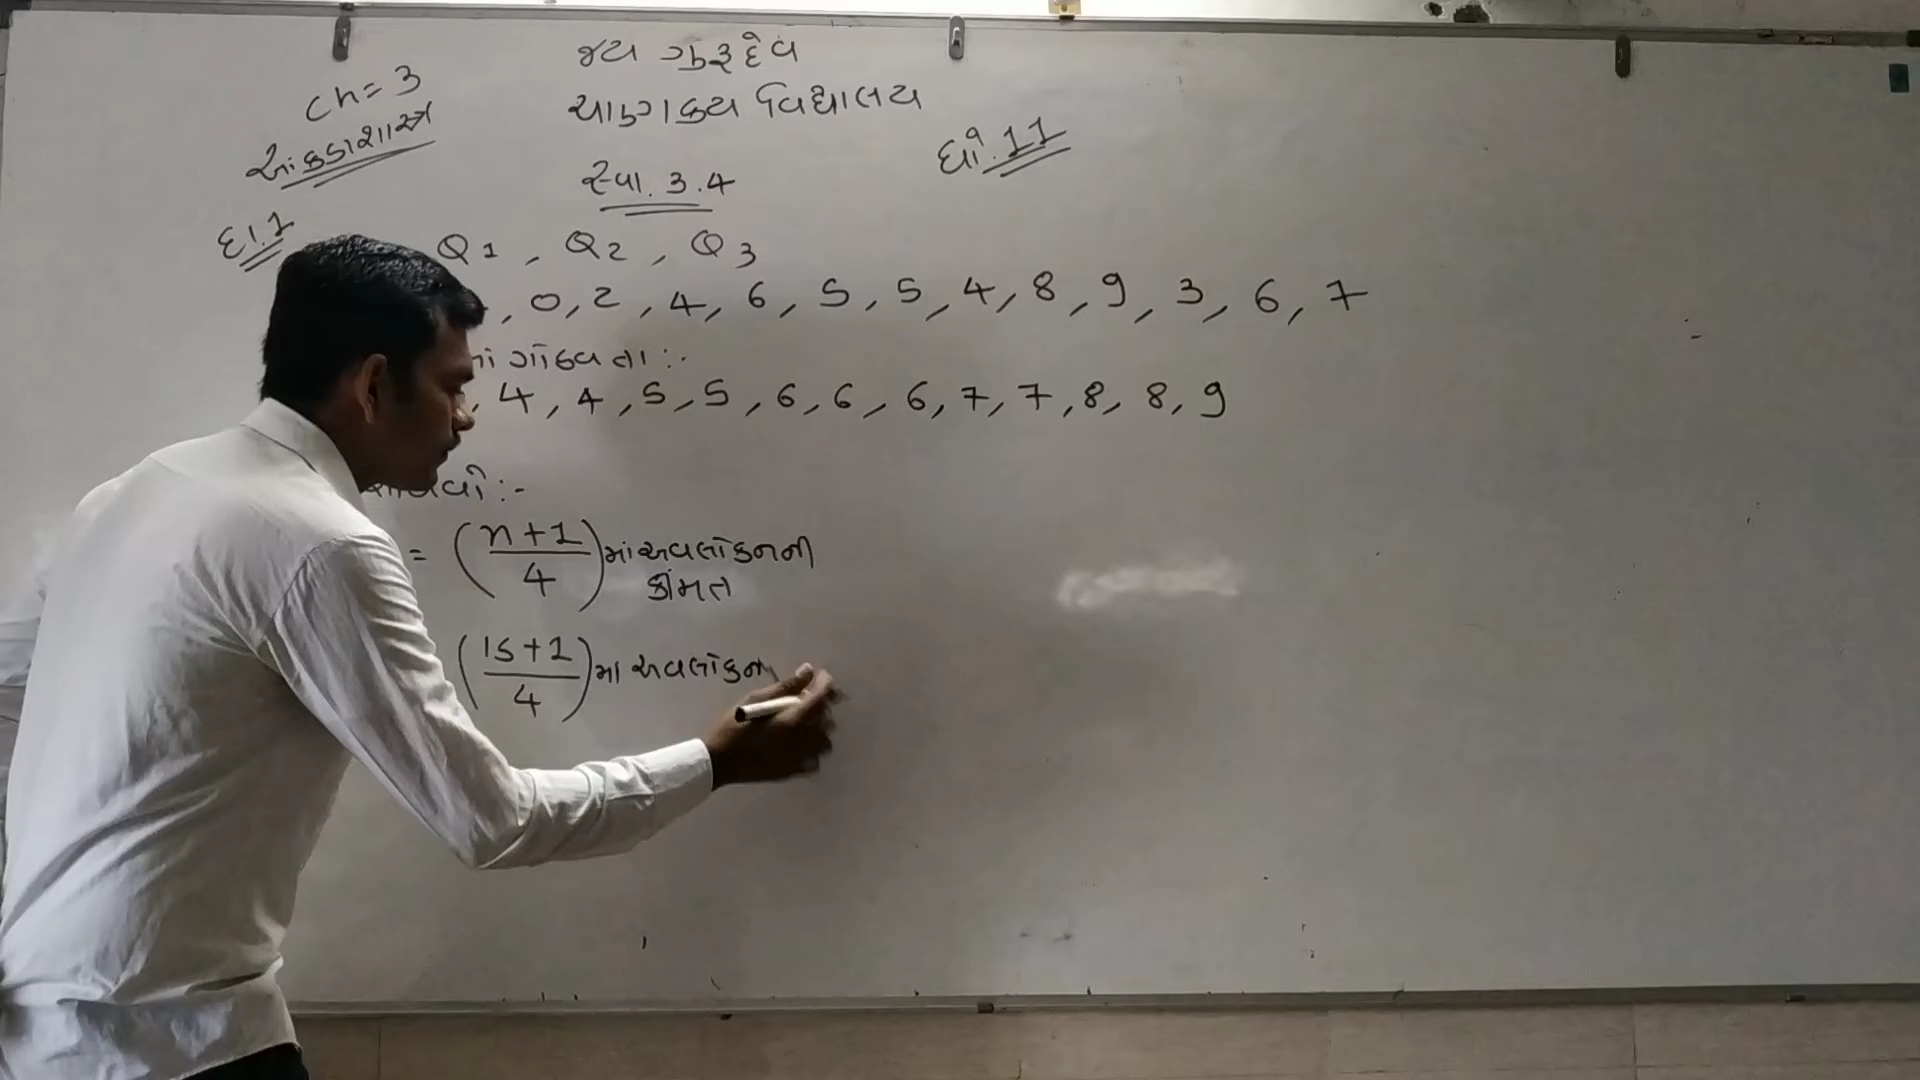 જય ગુરૂદેવ
ch = 3
ચાણકય વિદ્યાલય
આંકડાશાસ્ત્ર
ધો. 11
સ્વા. 3.4
દા.1
Q1, Q2, Q3
, 0, 2, 4, 6, 5, 5, 4, 8, 9, 3, 6, 7
ગોઠવતા :-
, 4, 4, 5, 5, 6, 6, 6, 7, 7, 8, 8, 9
= (n+1/4) માં અવલોકનની
કીંમત
(15+1/4) મા અવલોકન